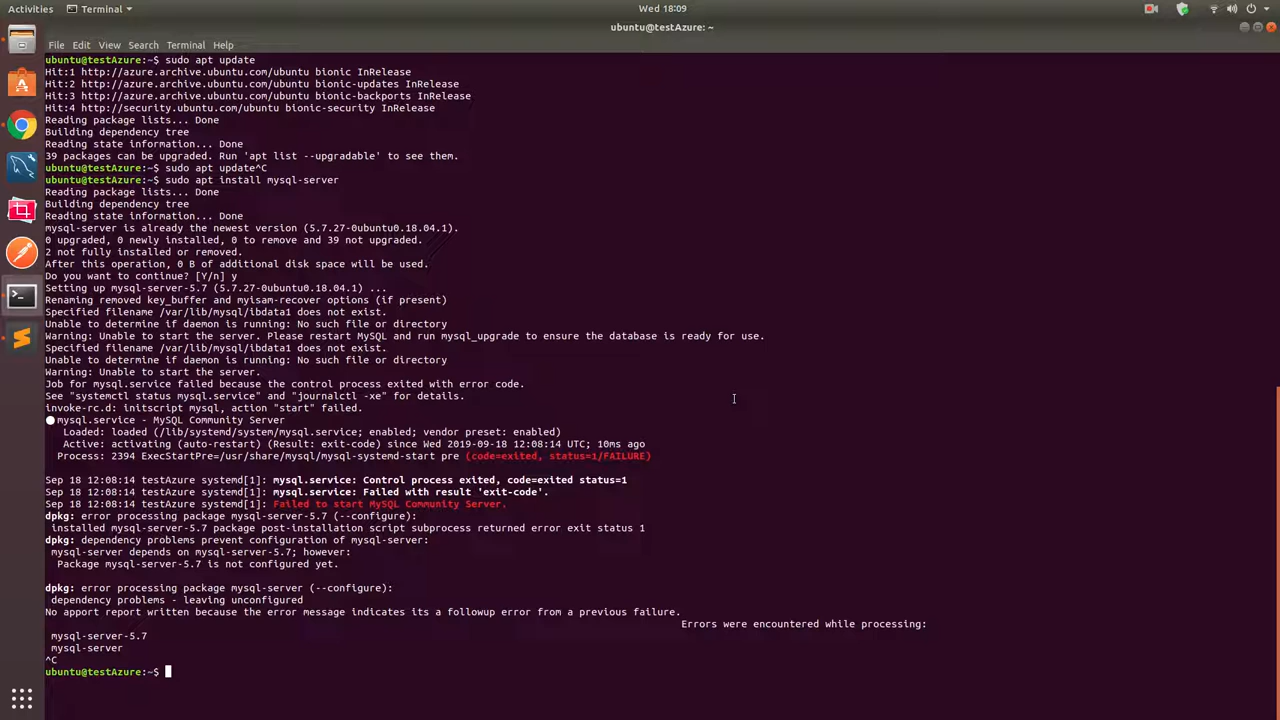 Activities
Terminal
Wed 18:09
ubuntu@testAzure: ~
File Edit View Search Terminal Help
ubuntu@testAzure:~$ sudo apt update
Hit:1 http://azure.archive.ubuntu.com/ubuntu bionic InRelease
Hit:2 http://azure.archive.ubuntu.com/ubuntu bionic-updates InRelease
Hit:3 http://azure.archive.ubuntu.com/ubuntu bionic-backports InRelease
Hit:4 http://security.ubuntu.com/ubuntu bionic-security InRelease
Reading package lists... Done
Building dependency tree
Reading state information... Done
39 packages can be upgraded. Run 'apt list --upgradable' to see them.
ubuntu@testAzure:~$ sudo apt update^C
ubuntu@testAzure:~$ sudo apt install mysql-server
Reading package lists... Done
Building dependency tree
Reading state information... Done
mysql-server is already the newest version (5.7.27-0ubuntu0.18.04.1).
0 upgraded, 0 newly installed, 0 to remove and 39 not upgraded.
2 not fully installed or removed.
After this operation, 0 B of additional disk space will be used.
Do you want to continue? [Y/n] y
Setting up mysql-server-5.7 (5.7.27-0ubuntu0.18.04.1) ...
Renaming removed key_buffer and myisam-recover options (if present)
Specified filename /var/lib/mysql/ibdata1 does not exist.
Unable to determine if daemon is running: No such file or directory
Warning: Unable to start the server. Please restart MySQL and run mysql_upgrade to ensure the database is ready for use.
Specified filename /var/lib/mysql/ibdata1 does not exist.
Unable to determine if daemon is running: No such file or directory
Warning: Unable to start the server.
Job for mysql.service failed because the control process exited with error code.
See "systemctl status mysql.service" and "journalctl -xe" for details.
invoke-rc.d: initscript mysql, action "start" failed.
● mysql.service - MySQL Community Server
Loaded: loaded (/lib/systemd/system/mysql.service; enabled; vendor preset: enabled)
Active: activating (auto-restart) (Result: exit-code) since Wed 2019-09-18 12:08:14 UTC; 10ms ago
Process: 2394 ExecStartPre=/usr/share/mysql/mysql-systemd-start pre (code=exited, status=1/FAILURE)
Sep 18 12:08:14 testAzure systemd[1]: mysql.service: Control process exited, code=exited status=1
Sep 18 12:08:14 testAzure systemd[1]: mysql.service: Failed with result 'exit-code'.
Sep 18 12:08:14 testAzure systemd[1]: Failed to start MySQL Community Server.
dpkg: error processing package mysql-server-5.7 (--configure):
installed mysql-server-5.7 package post-installation script subprocess returned error exit status 1
dpkg: dependency problems prevent configuration of mysql-server:
mysql-server depends on mysql-server-5.7; however:
Package mysql-server-5.7 is not configured yet.
dpkg: error processing package mysql-server (--configure):
dependency problems - leaving unconfigured
No apport report written because the error message indicates its a followup error from a previous failure.
Errors were encountered while processing:
mysql-server-5.7
mysql-server
^C
ubuntu@testAzure:~$